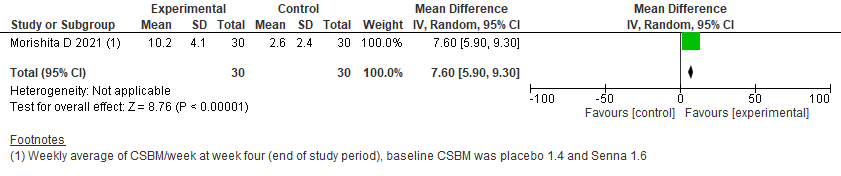 Experimental Control Mean Difference Mean Difference
Study or Subgroup Mean SD Total Mean SD Total Weight IV, Random, 95% CI IV, Random, 95% CI
Morishita D 2021 (1) 10.2 4.1 30 2.6 2.4 30 100.0% 7.60 [5.90, 9.30]
Total (95% CI) 30 30 100.0% 7.60 [5.90, 9.30]
Heterogeneity: Not applicable
Test for overall effect: Z = 8.76 (P < 0.00001)
-100 -50 0 50 100
Favours [control] Favours [experimental]
Footnotes
(1) Weekly average of CSBM/week at week four (end of study period), baseline CSBM was placebo 1.4 and Senna 1.6